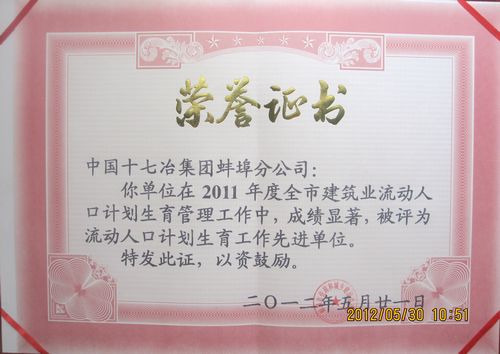 荣誉证书
中国十七冶集团蚌埠分公司：
你单位在 2011 年度全市建筑业流动人
口计划生育管理工作中，成绩显著，被评为
流动人口计划生育工作先进单位。
特发此证，以资鼓励。
二〇一二年五月廿一日
2012/05/30 10:51